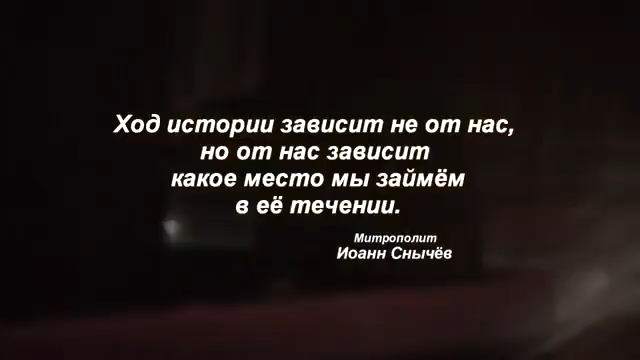 Ход истории зависит не от нас,
но от нас зависит
какое место мы займём
в её течении.
Митрополит
Иоанн Снычёв